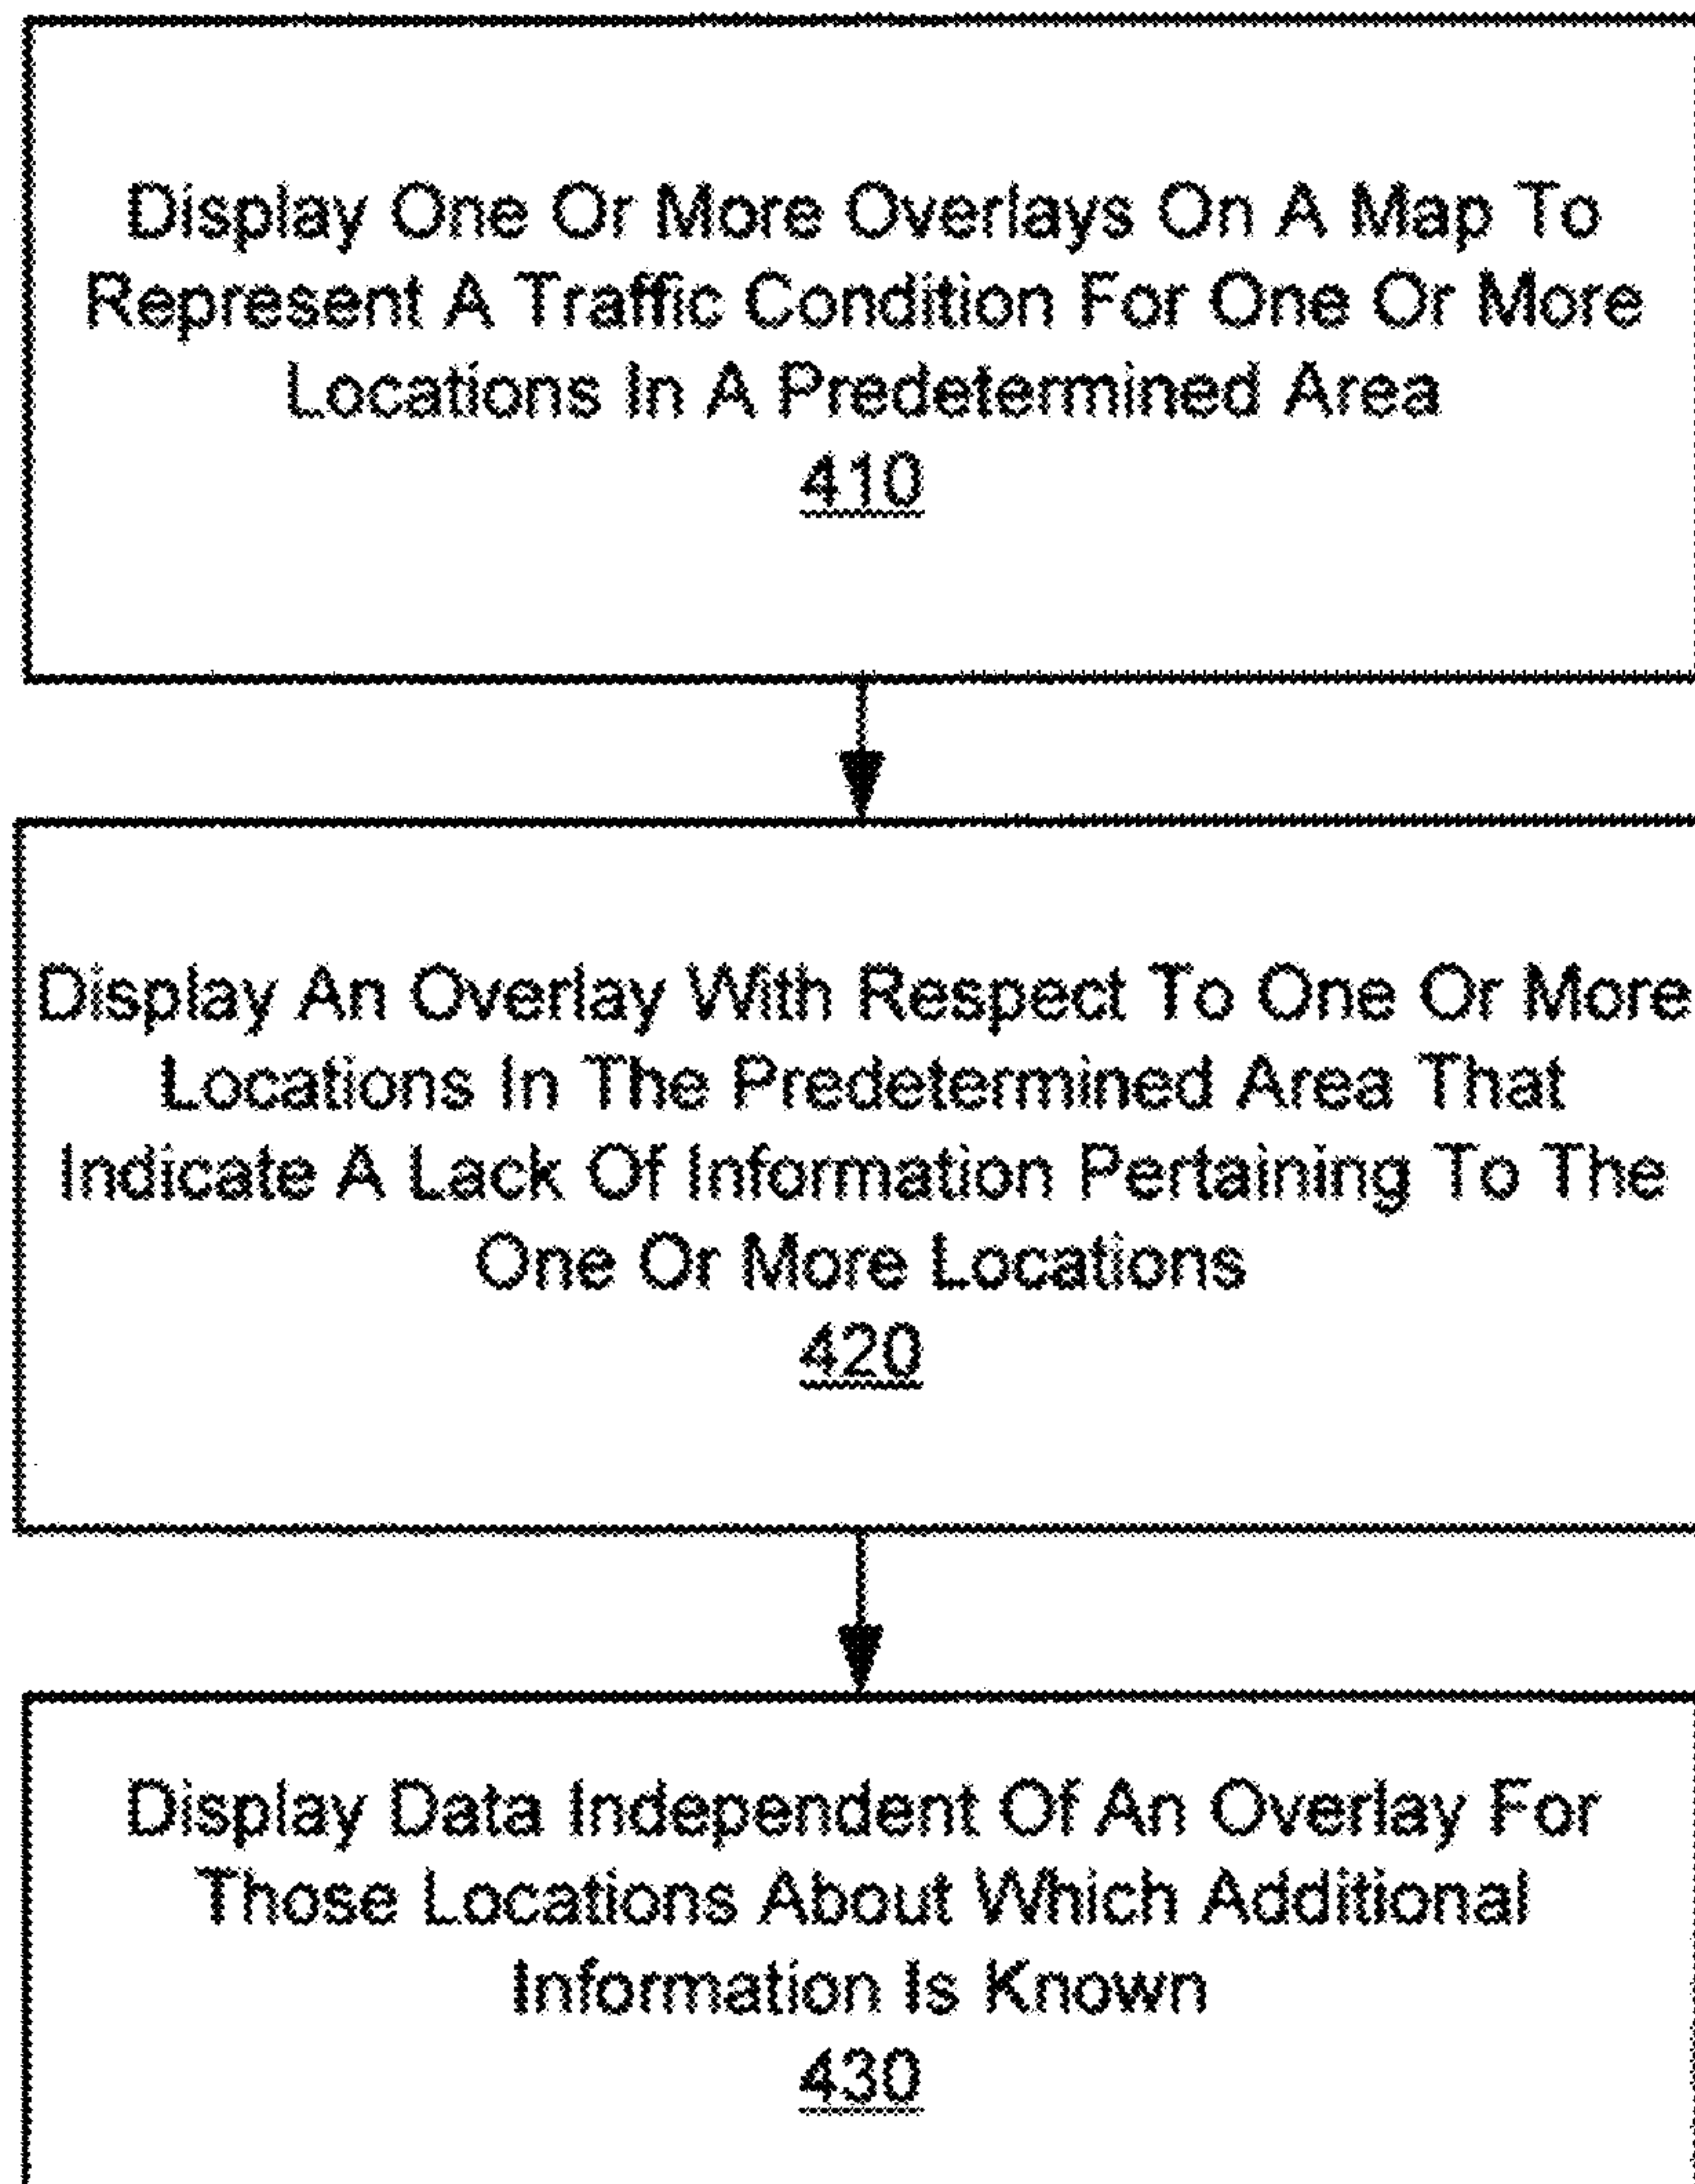 Display One Or More Overlays On A Map To
Represent A Traffic Condition For One Or More
Locations In A Predetermined Area
410
Display An Overlay With Respect To One Or More
Locations In The Predetermined Area That
Indicate A Lack Of Information Pertaining To The
One Or More Locations
420
Display Data Independent Of An Overlay For
Those Locations About Which Additional
Information Is Known
430